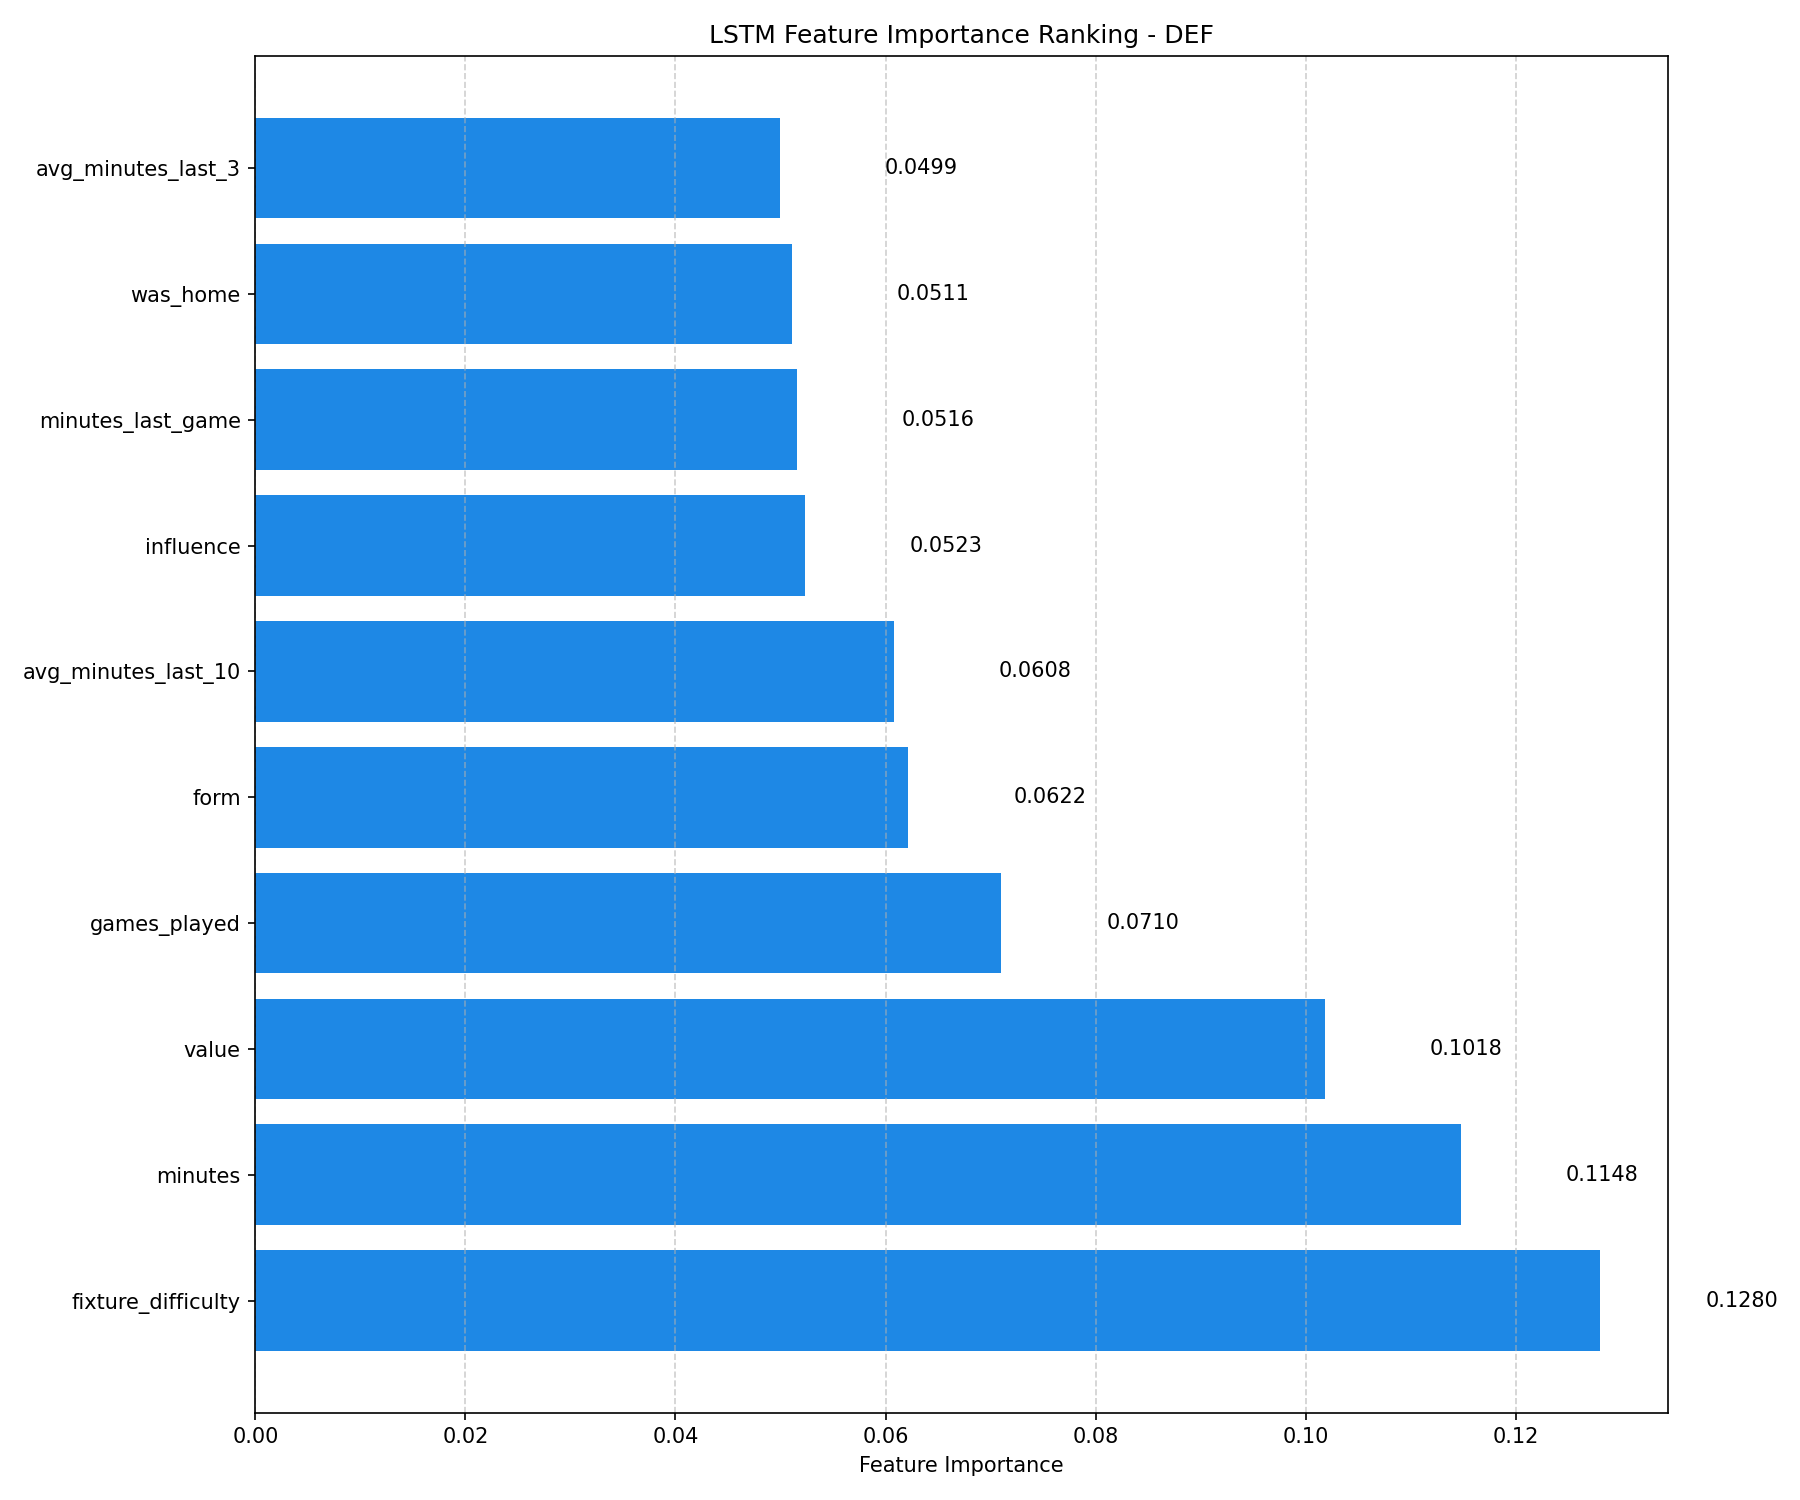 LSTM Feature Importance Ranking - DEF
avg_minutes_last_3 0.0499
was_home 0.0511
minutes_last_game 0.0516
influence 0.0523
avg_minutes_last_10 0.0608
form 0.0622
games_played 0.0710
value 0.1018
minutes 0.1148
fixture_difficulty 0.1280
0.00 0.02 0.04 0.06 0.08 0.10 0.12
Feature Importance